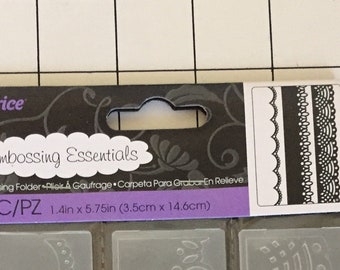 rice
mbossing Essentials
ing Folder•Plieir À Gaufrage•Carpeta Para Grabar En Relieve
C/PZ 1.4in x 5.75in (3.5cm x 14.6cm)